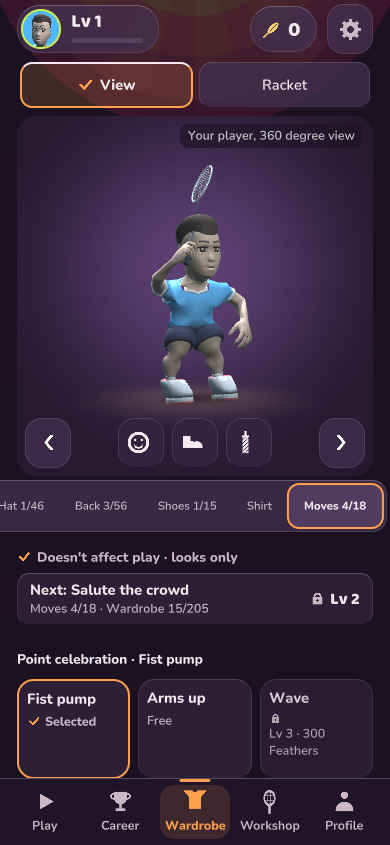 Lv 1
0
View
Racket
Your player, 360 degree view
Hat 1/46
Back 3/56
Shoes 1/15
Shirt
Moves 4/18
Doesn't affect play · looks only
Next: Salute the crowd
Moves 4/18 · Wardrobe 15/205
Lv 2
Point celebration · Fist pump
Fist pump
Selected
Arms up
Free
Wave
Lv 3 · 300
Feathers
Play
Career
Wardrobe
Workshop
Profile